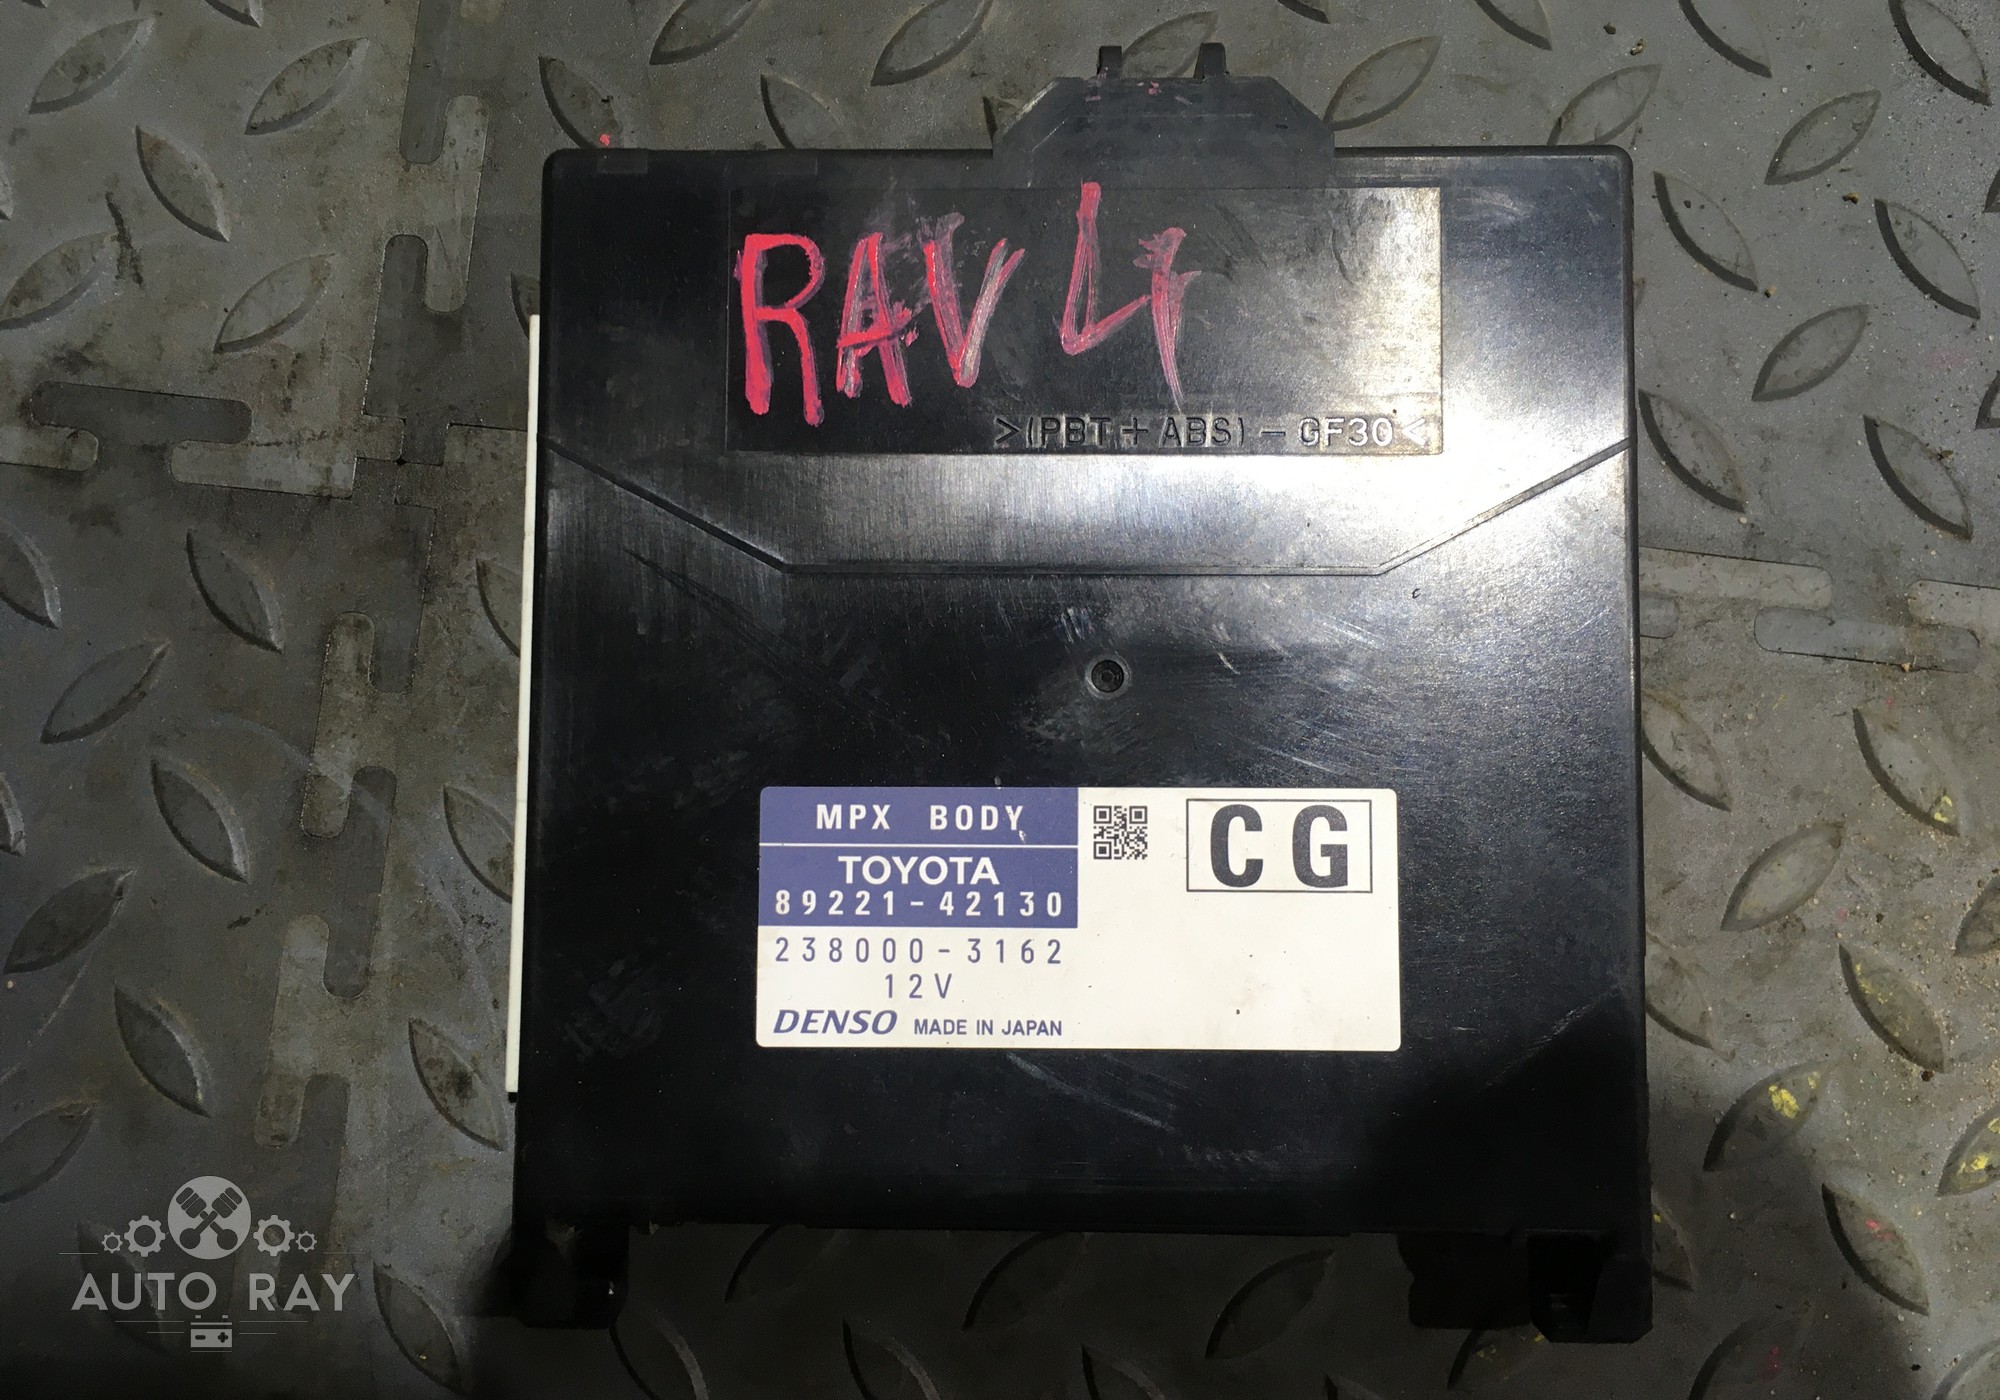 RAV4
>(PBT+ABS)-GF30<
MPX BODY
CG
TOYOTA
89221-42130
238000-3162
12V
DENSO MADE IN JAPAN
AUTO RAY